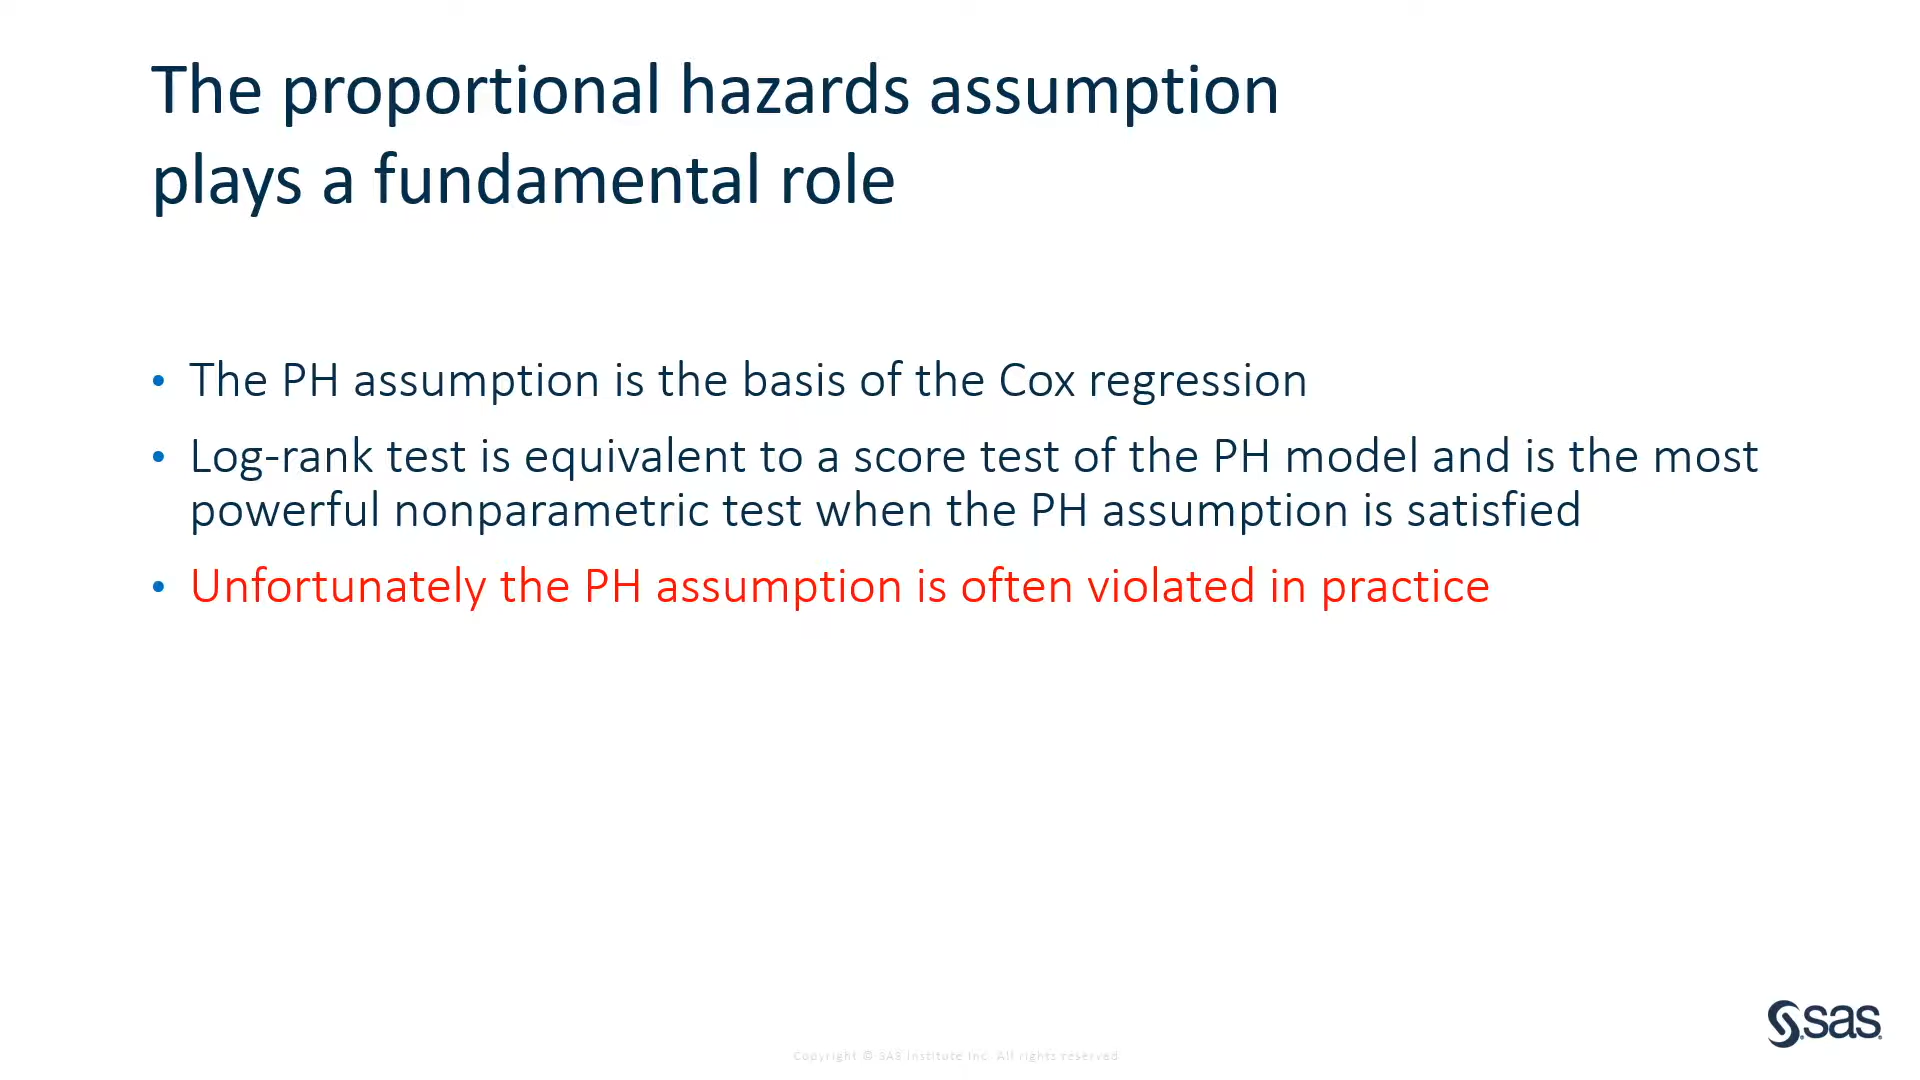 The proportional hazards assumption
plays a fundamental role
• The PH assumption is the basis of the Cox regression
• Log-rank test is equivalent to a score test of the PH model and is the most
powerful nonparametric test when the PH assumption is satisfied
• Unfortunately the PH assumption is often violated in practice
sas
Copyright © SAS Institute Inc. All rights reserved